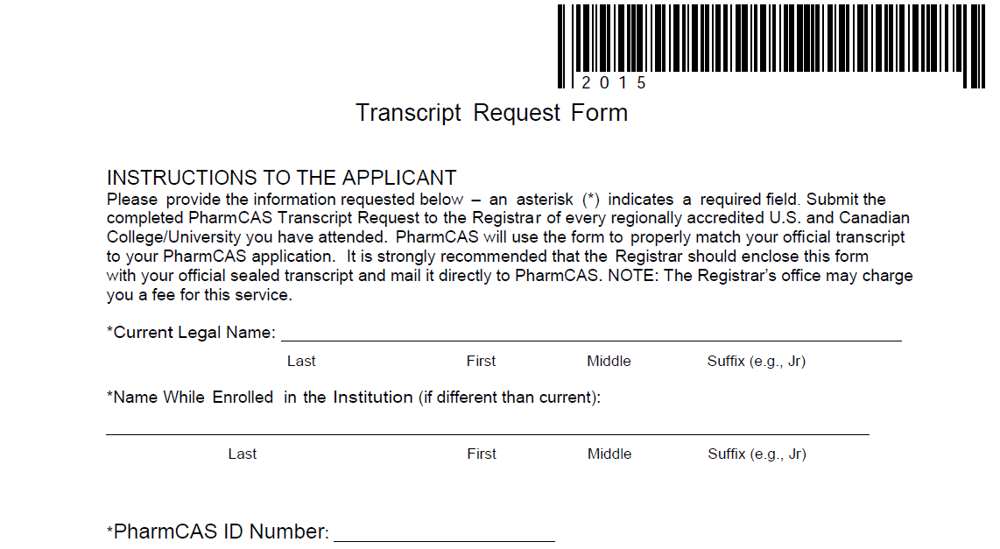 2015
Transcript Request Form
INSTRUCTIONS TO THE APPLICANT
Please provide the information requested below – an asterisk (*) indicates a required field. Submit the
completed PharmCAS Transcript Request to the Registrar of every regionally accredited U.S. and Canadian
College/University you have attended. PharmCAS will use the form to properly match your official transcript
to your PharmCAS application. It is strongly recommended that the Registrar should enclose this form
with your official sealed transcript and mail it directly to PharmCAS. NOTE: The Registrar's office may charge
you a fee for this service.
*Current Legal Name:
Last First Middle Suffix (e.g., Jr)
*Name While Enrolled in the Institution (if different than current):
Last First Middle Suffix (e.g., Jr)
*PharmCAS ID Number: